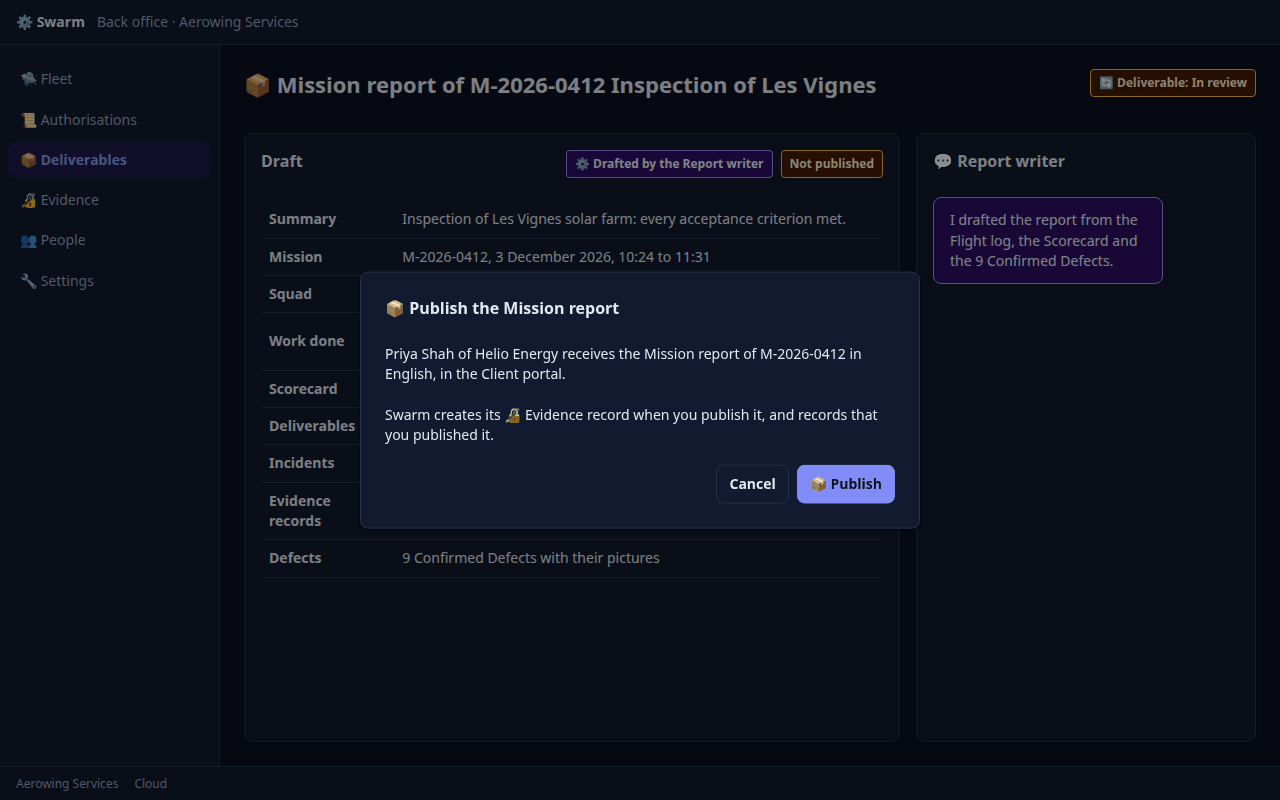 ⚙️ Swarm Back office · Aerowing Services
🛸 Fleet
📜 Authorisations
📦 Deliverables
🔏 Evidence
👥 People
🔧 Settings
📦 Mission report of M-2026-0412 Inspection of Les Vignes
🔄 Deliverable: In review
Draft
⚙️ Drafted by the Report writer
Not published
Summary Inspection of Les Vignes solar farm: every acceptance criterion met.
Mission M-2026-0412, 3 December 2026, 10:24 to 11:31
Squad
Work done
Scorecard
Deliverables
Incidents
Evidence
records
Defects 9 Confirmed Defects with their pictures
💬 Report writer
I drafted the report from the
Flight log, the Scorecard and
the 9 Confirmed Defects.
📦 Publish the Mission report
Priya Shah of Helio Energy receives the Mission report of M-2026-0412 in
English, in the Client portal.
Swarm creates its 🔏 Evidence record when you publish it, and records that
you published it.
Cancel
📦 Publish
Aerowing Services Cloud